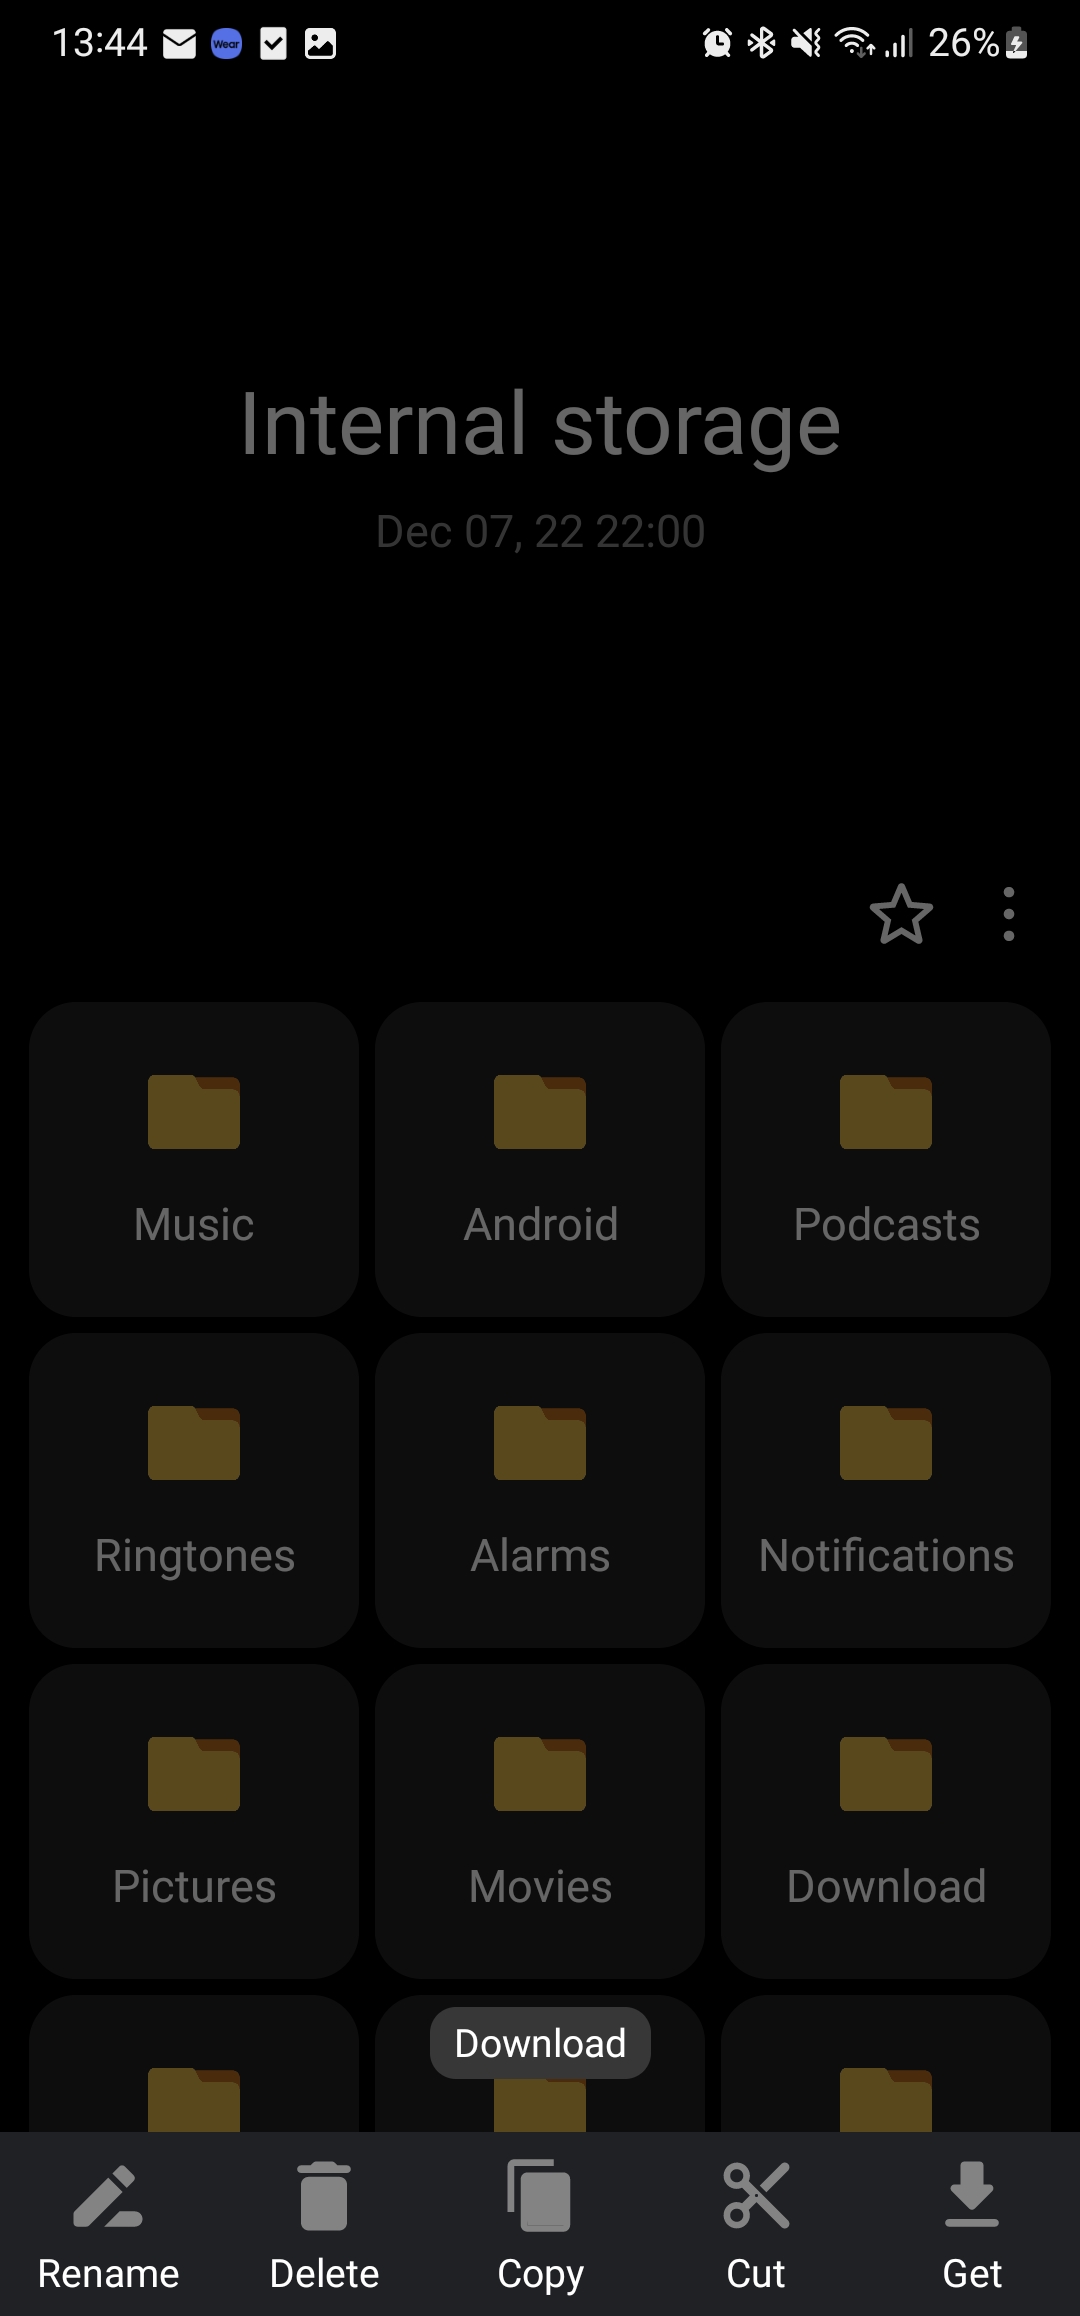 13:44 Wear 26%
Internal storage
Dec 07, 22 22:00
Music Android Podcasts
Ringtones Alarms Notifications
Pictures Movies Download
Download
Rename Delete Copy Cut Get